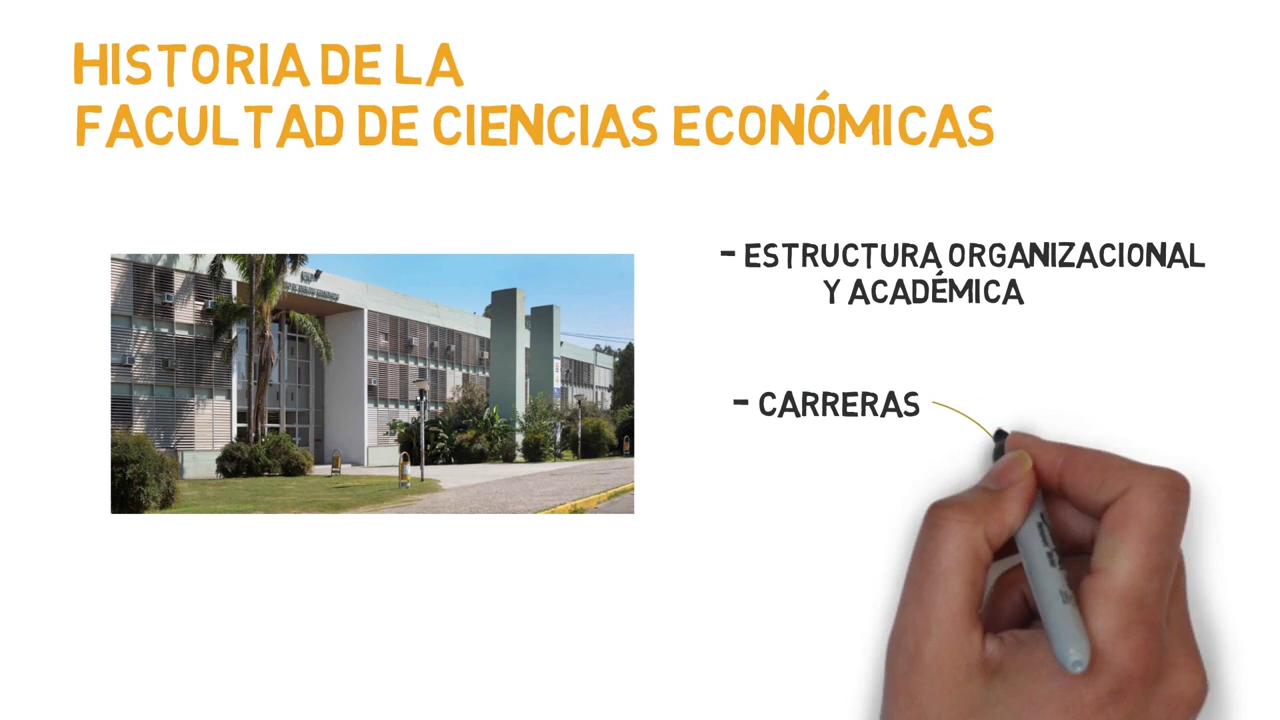 HISTORIA DE LA
FACULTAD DE CIENCIAS ECONÓMICAS
- ESTRUCTURA ORGANIZACIONAL
Y ACADÉMICA
- CARRERAS